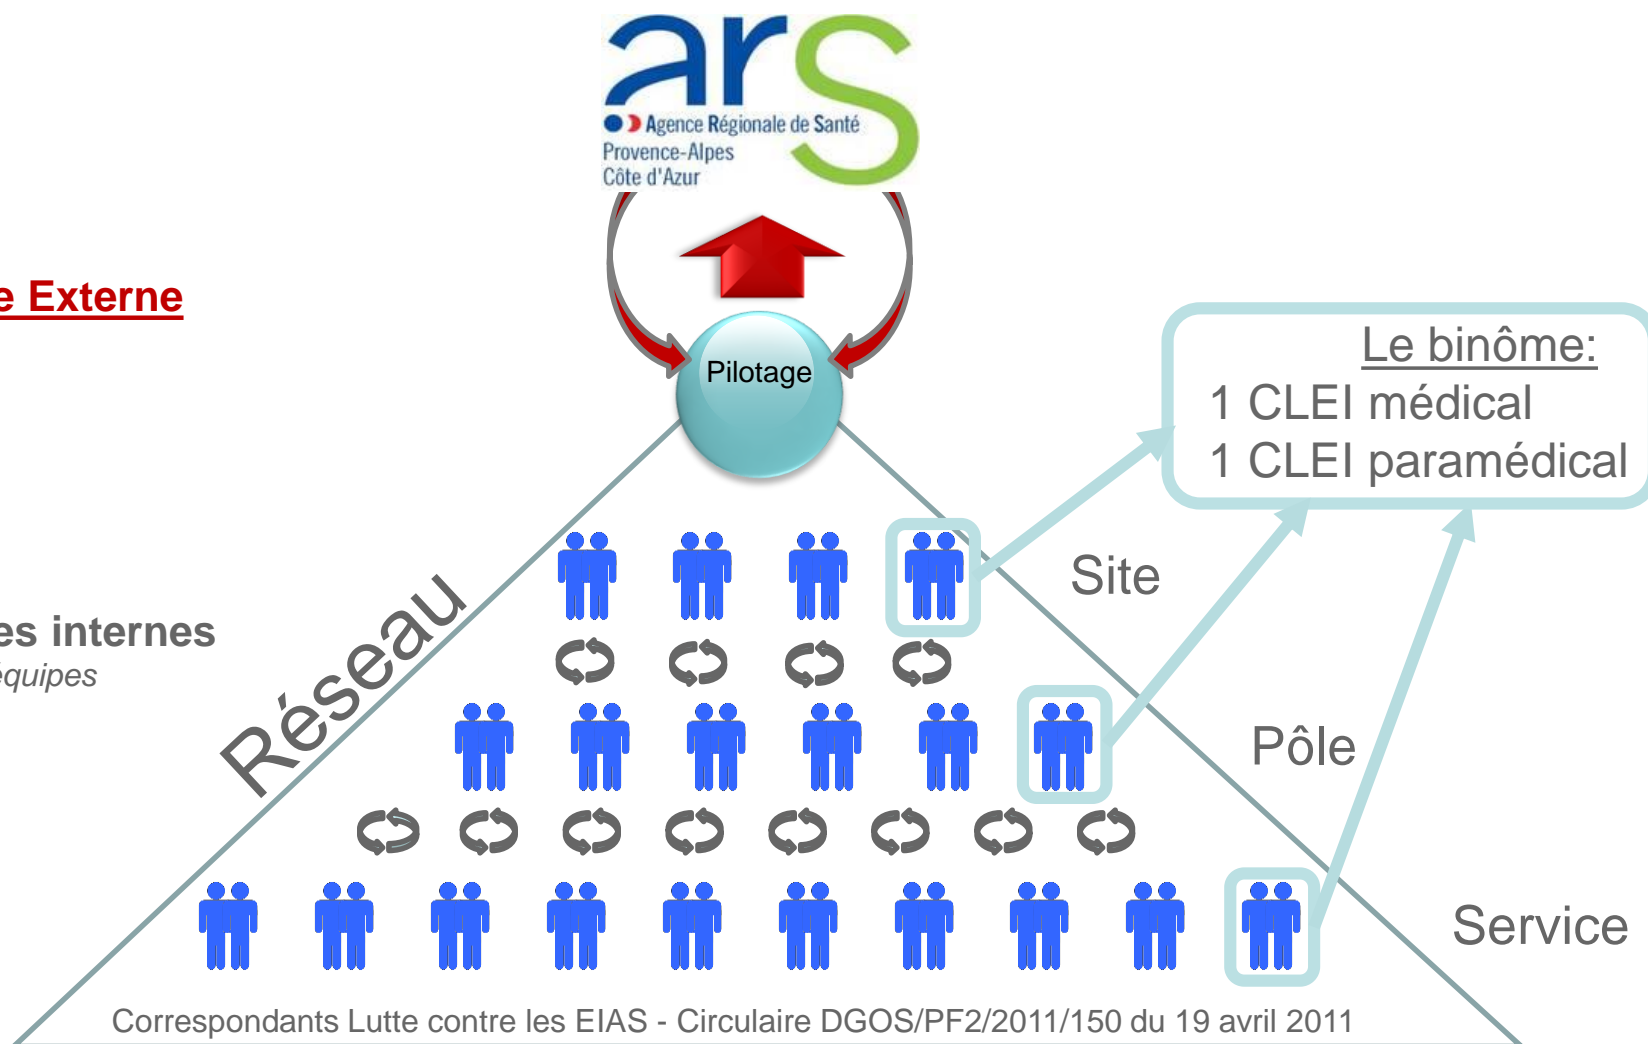 ars
Agence Régionale de Santé
Provence-Alpes
Côte d'Azur
e Externe
Pilotage
Le binôme:
1 CLEI médical
1 CLEI paramédical
Réseau
Site
es internes
équipes
Pôle
Service
Correspondants Lutte contre les EIAS - Circulaire DGOS/PF2/2011/150 du 19 avril 2011